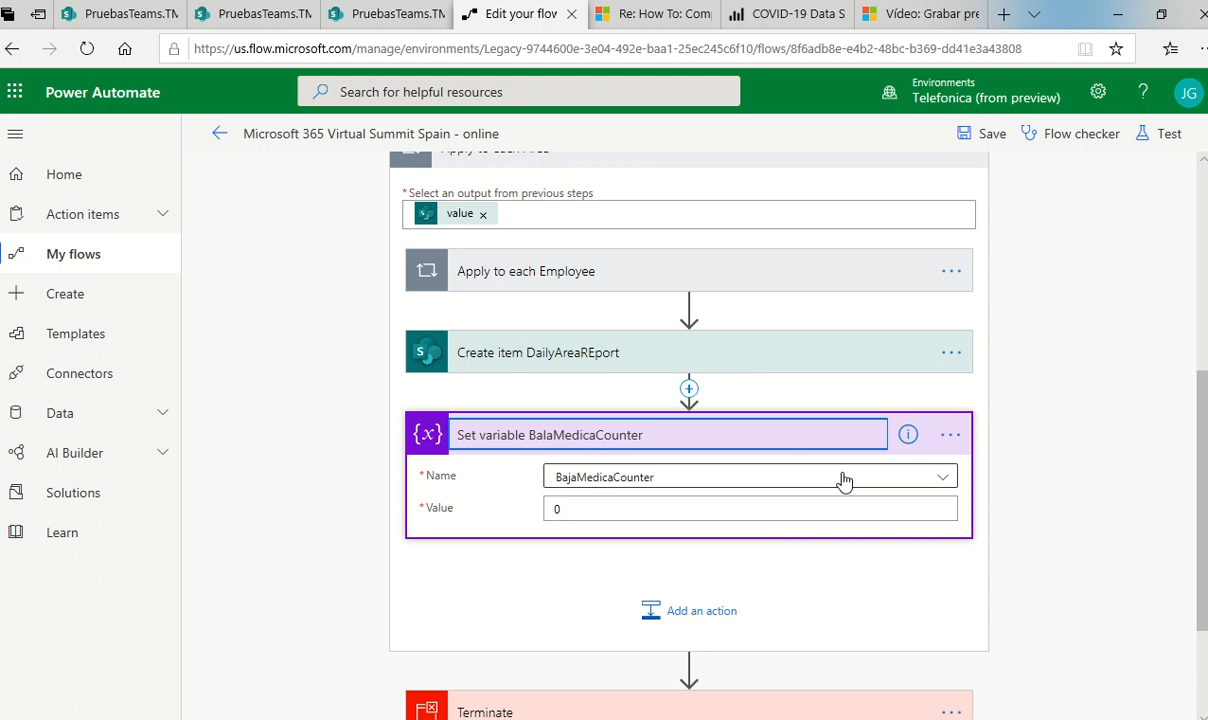 PruebasTeams.TM
PruebasTeams.TM
PruebasTeams.TM
Edit your flow
Re: How To: Com
COVID-19 Data S
Vídeo: Grabar pre
https://us.flow.microsoft.com/manage/environments/Legacy-9744600e-3e04-492e-baa1-25ec245c6f10/flows/8f6adb8e-e4b2-48bc-b369-dd41e3a43808
Power Automate
Search for helpful resources
Environments
Telefonica (from preview)
JG
Microsoft 365 Virtual Summit Spain - online
Save
Flow checker
Test
Home
Action items
My flows
Create
Templates
Connectors
Data
AI Builder
Solutions
Learn
Apply to each Area
* Select an output from previous steps
value
Apply to each Employee
Create item DailyAreaREport
{x} Set variable BalaMedicaCounter
* Name
BajaMedicaCounter
* Value
0
Add an action
Terminate